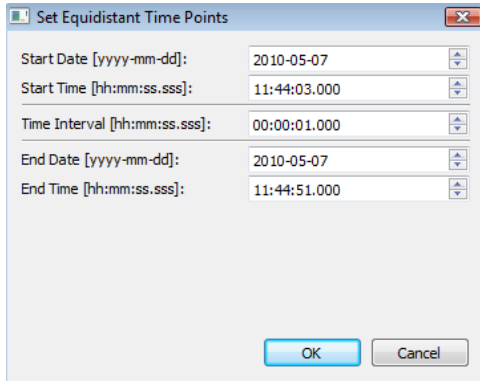 Set Equidistant Time Points
Start Date [yyyy-mm-dd]: 2010-05-07
Start Time [hh:mm:ss.sss]: 11:44:03.000
Time Interval [hh:mm:ss.sss]: 00:00:01.000
End Date [yyyy-mm-dd]: 2010-05-07
End Time [hh:mm:ss.sss]: 11:44:51.000
OK Cancel